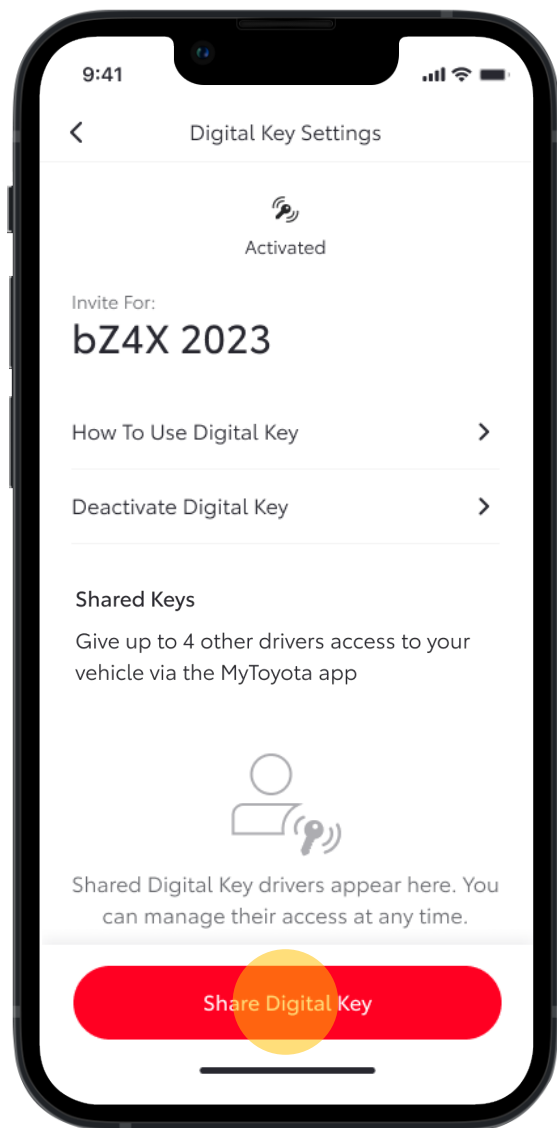 9:41
Digital Key Settings
Activated
Invite For:
bZ4X 2023
How To Use Digital Key
Deactivate Digital Key
Shared Keys
Give up to 4 other drivers access to your
vehicle via the MyToyota app
Shared Digital Key drivers appear here. You
can manage their access at any time.
Share Digital Key